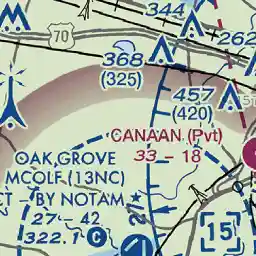 344
70
262
368
(325)
457
(420)
CANAAN (Pvt)
33 - 18
OAK GROVE
MCOLF (13NC)
CT - BY NOTAM ★
27 - 42
322.1 C
21
15